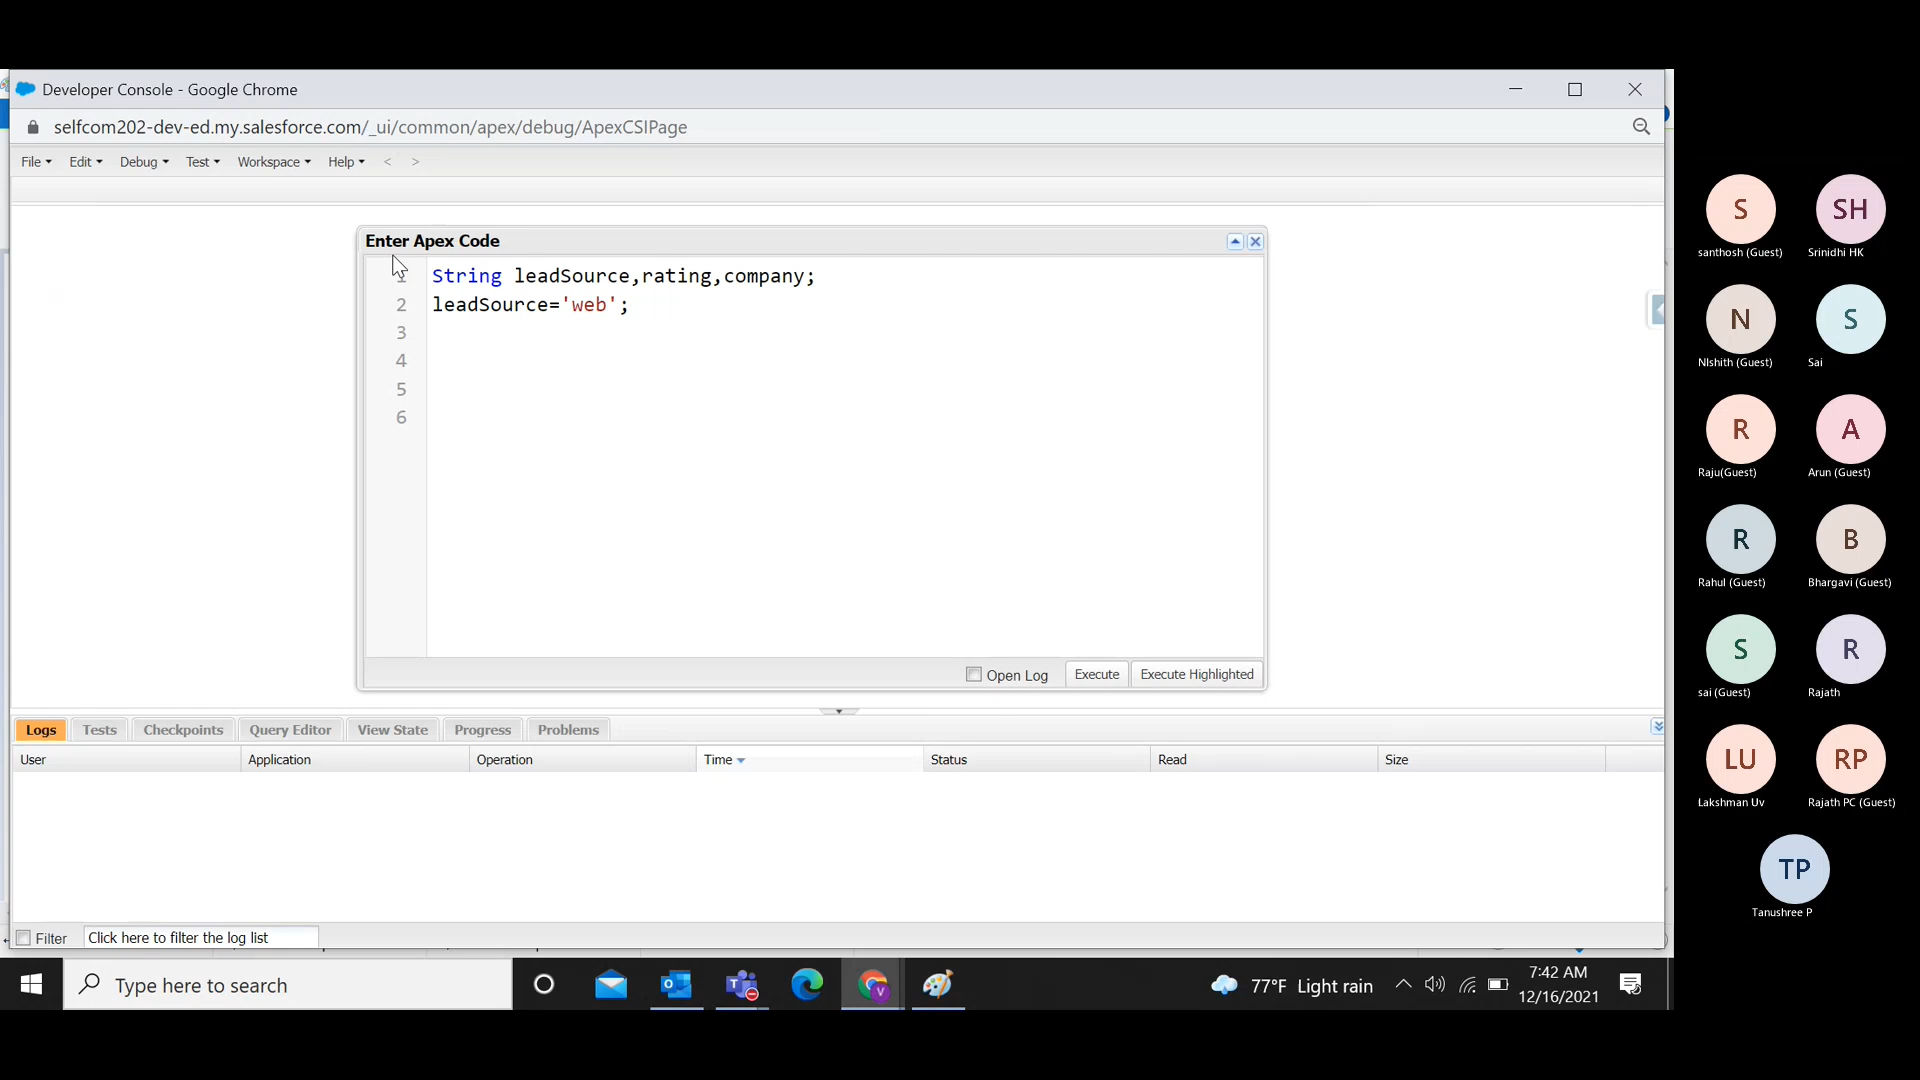 Developer Console - Google Chrome
selfcom202-dev-ed.my.salesforce.com/_ui/common/apex/debug/ApexCSIPage
File Edit Debug Test Workspace Help < >
Enter Apex Code
1 String leadSource,rating,company;
2 leadSource='web';
3
4
5
6
Open Log Execute Execute Highlighted
Logs Tests Checkpoints Query Editor View State Progress Problems
User Application Operation Time Status Read Size
Filter Click here to filter the log list
Type here to search
77°F Light rain
7:42 AM
12/16/2021
S SH
santhosh (Guest) Srinidhi HK
N S
NIshith (Guest) Sai
R A
Raju(Guest) Arun (Guest)
R B
Rahul (Guest) Bhargavi (Guest)
S R
sai (Guest) Rajath
LU RP
Lakshman Uv Rajath PC (Guest)
TP
Tanushree P